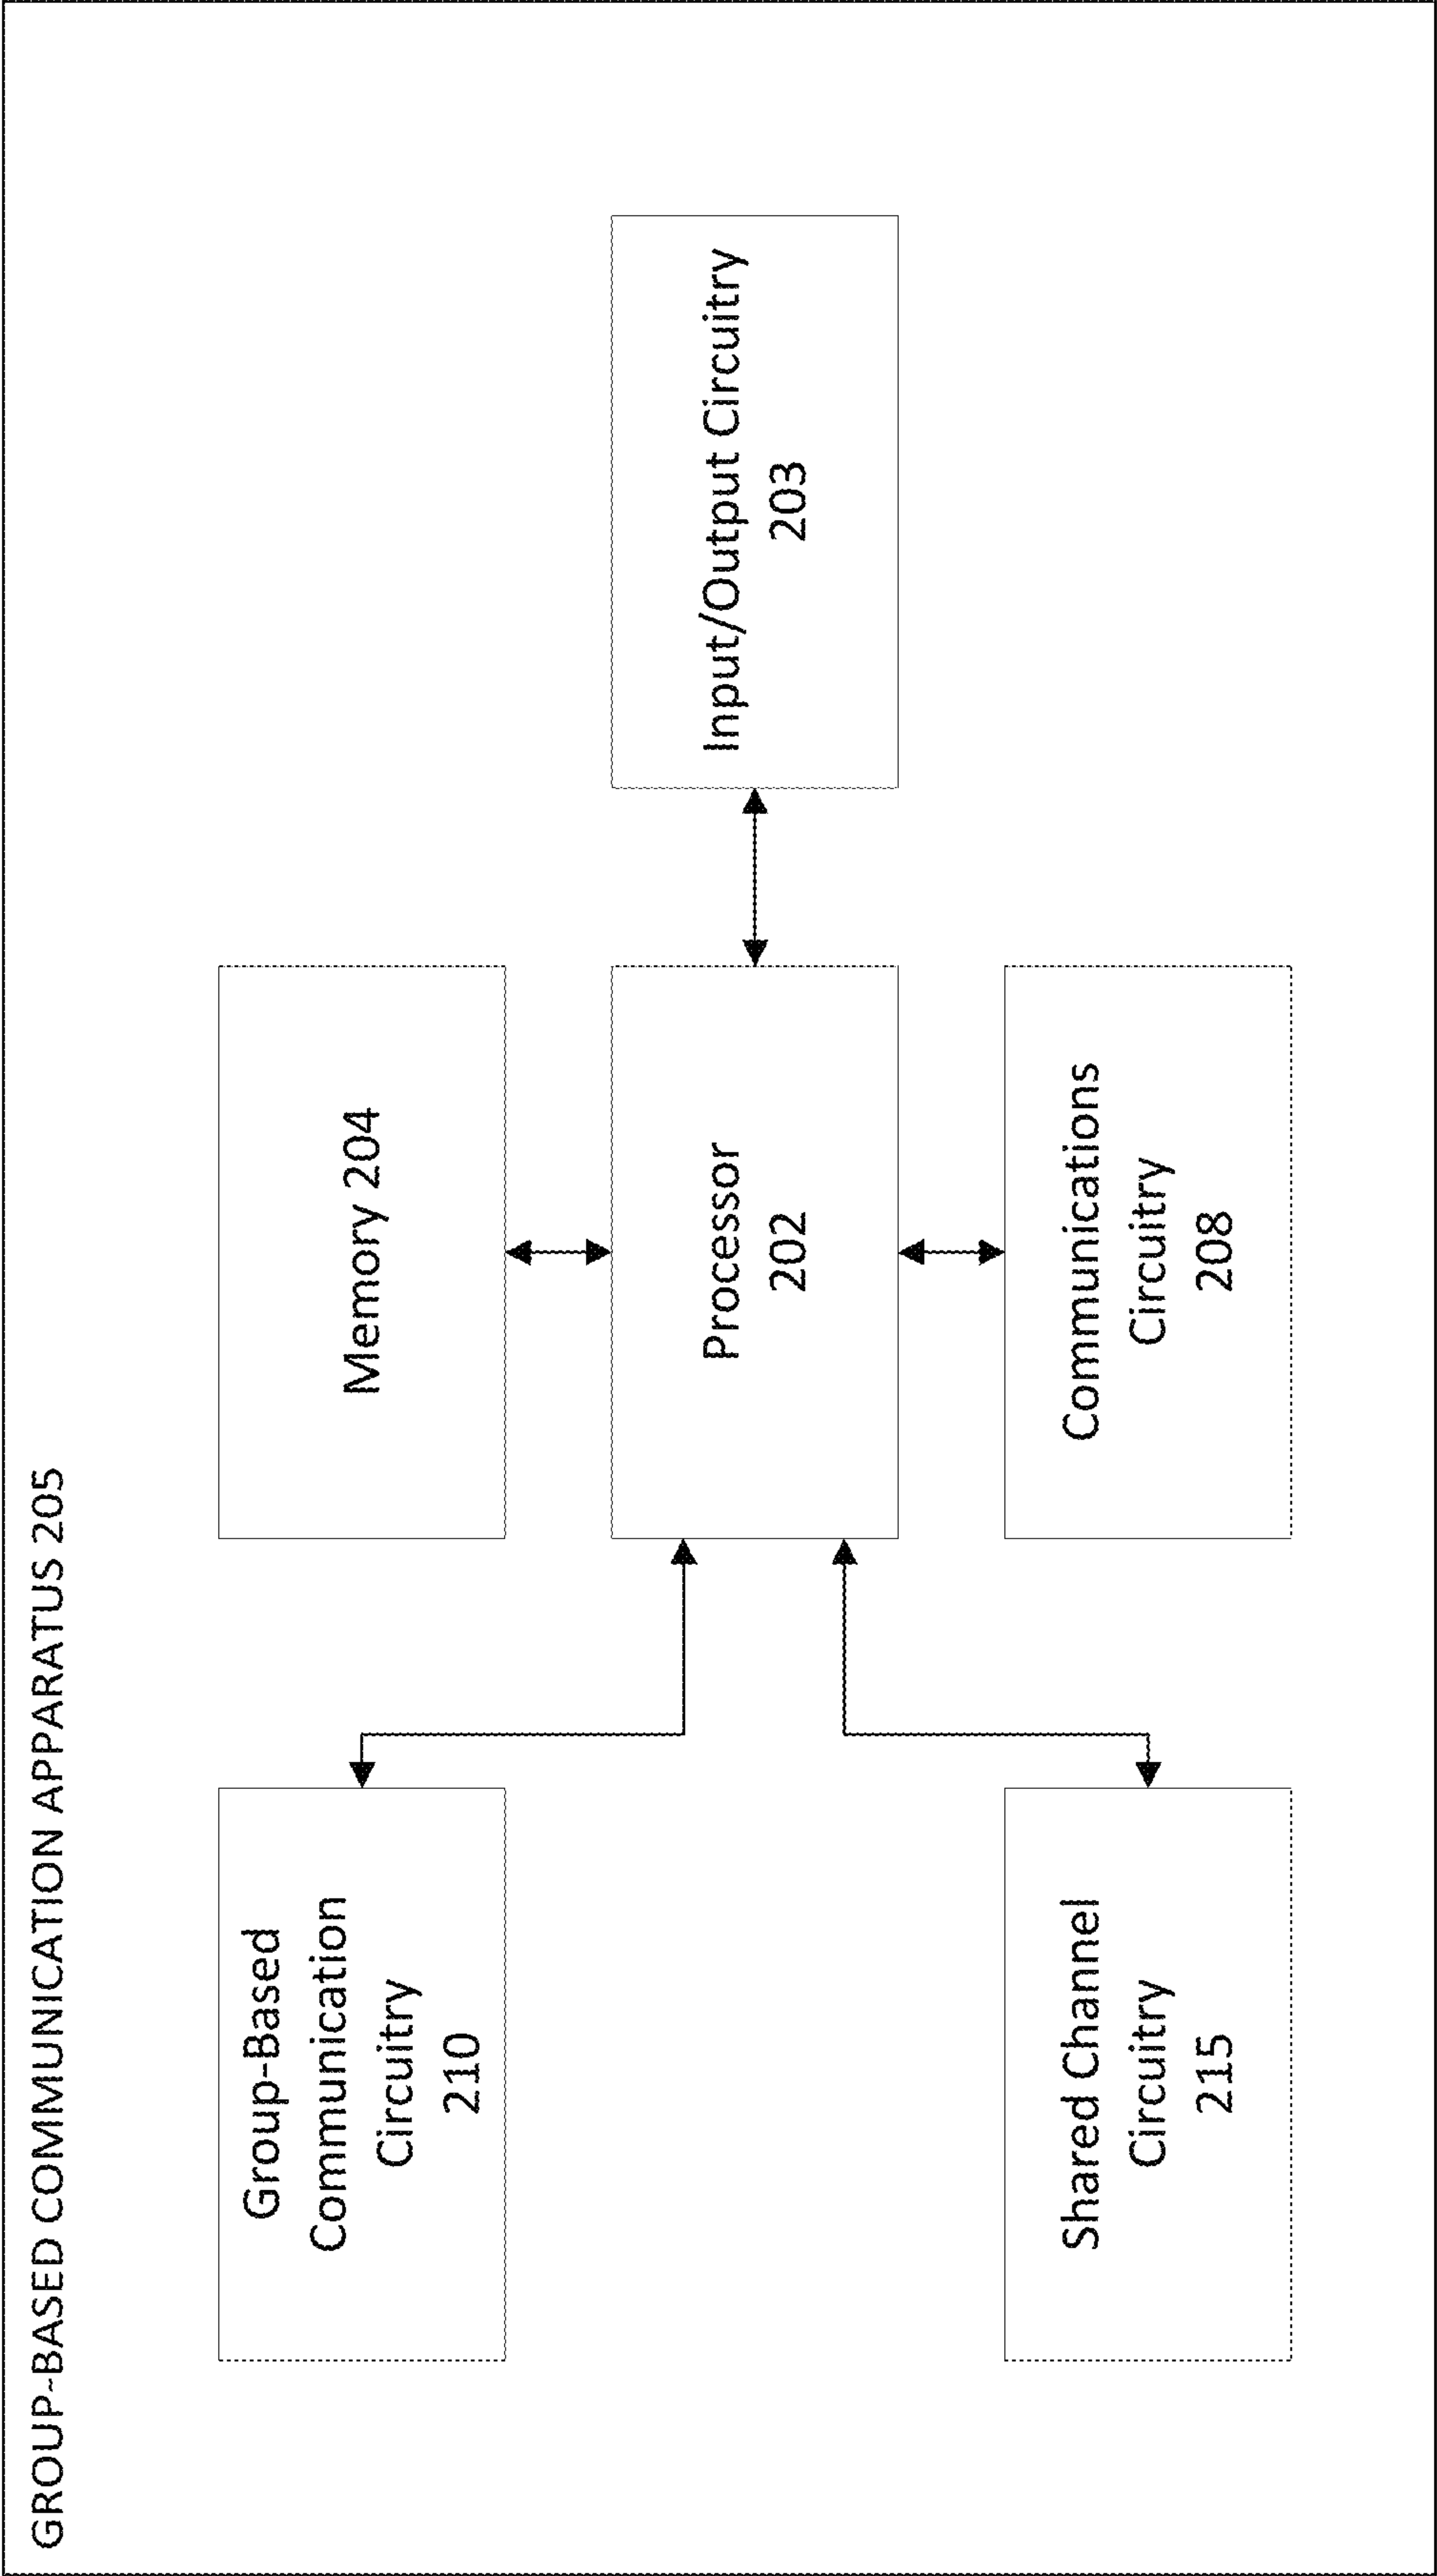 GROUP-BASED COMMUNICATION APPARATUS 205
Group-Based
Communication
Circuitry
210
Memory 204
Processor
202
Input/Output Circuitry
203
Shared Channel
Circuitry
215
Communications
Circuitry
208